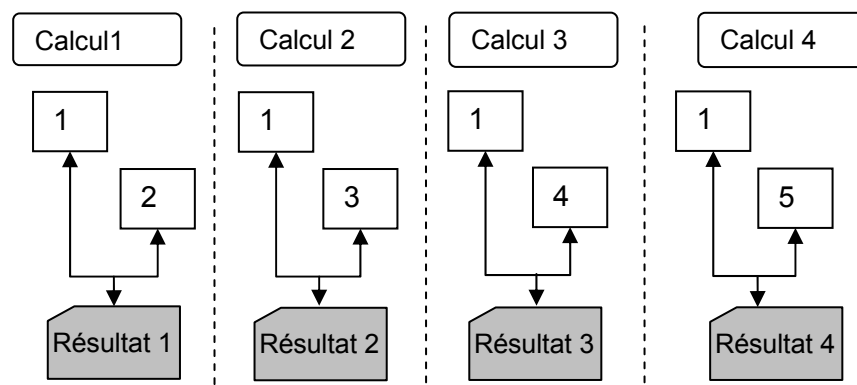 Calcul1
Calcul 2
Calcul 3
Calcul 4
1
1
1
1
2
3
4
5
Résultat 1
Résultat 2
Résultat 3
Résultat 4